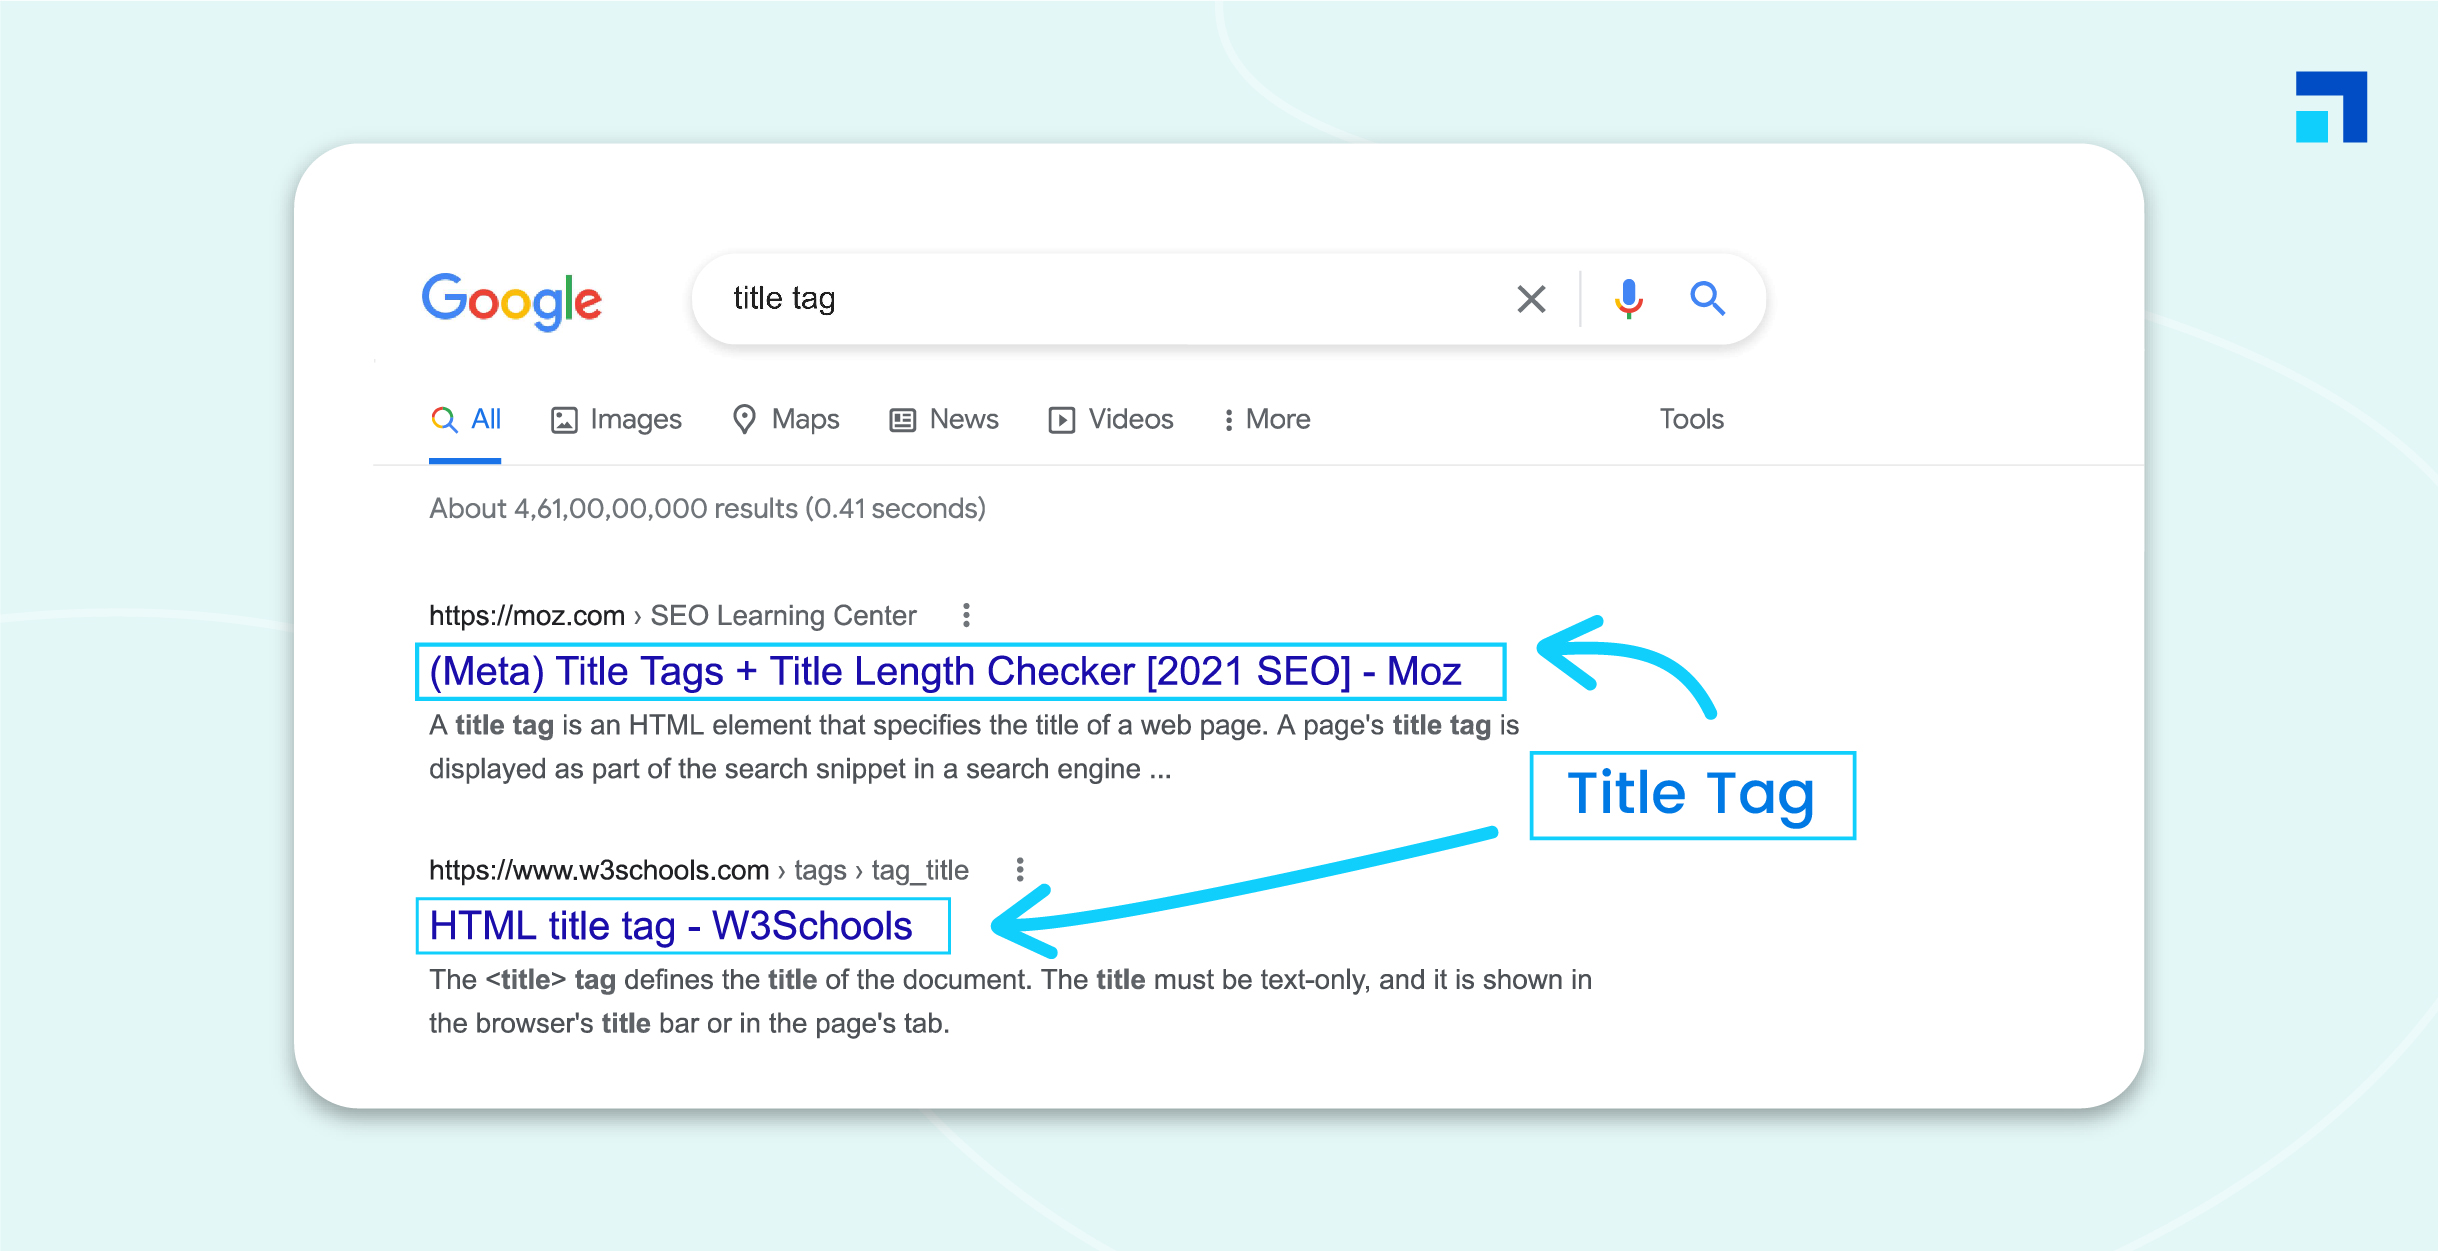 Google
title tag
All
Images
Maps
News
Videos
More
Tools
About 4,61,00,00,000 results (0.41 seconds)
https://moz.com › SEO Learning Center
(Meta) Title Tags + Title Length Checker [2021 SEO] - Moz
A title tag is an HTML element that specifies the title of a web page. A page's title tag is
displayed as part of the search snippet in a search engine ...
Title Tag
https://www.w3schools.com › tags › tag_title
HTML title tag - W3Schools
The <title> tag defines the title of the document. The title must be text-only, and it is shown in
the browser's title bar or in the page's tab.